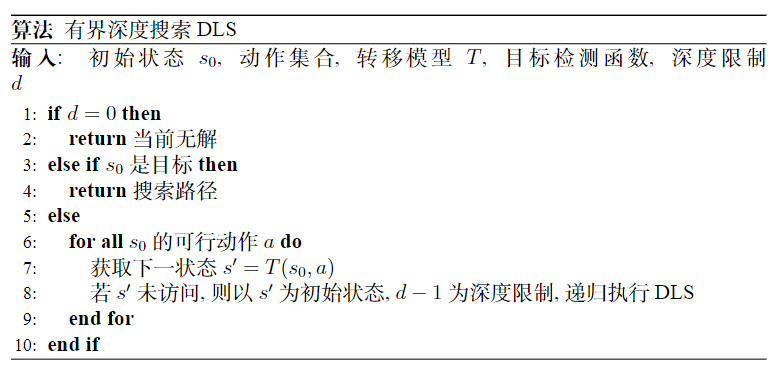 算法 有界深度搜索 DLS
输入: 初始状态 s₀, 动作集合, 转移模型 T, 目标检测函数, 深度限制
d
1: if d = 0 then
2: return 当前无解
3: else if s₀ 是目标 then
4: return 搜索路径
5: else
6: for all s₀ 的可行动作 a do
7: 获取下一状态 s′ = T(s₀, a)
8: 若 s′ 未访问, 则以 s′ 为初始状态, d − 1 为深度限制, 递归执行 DLS
9: end for
10: end if